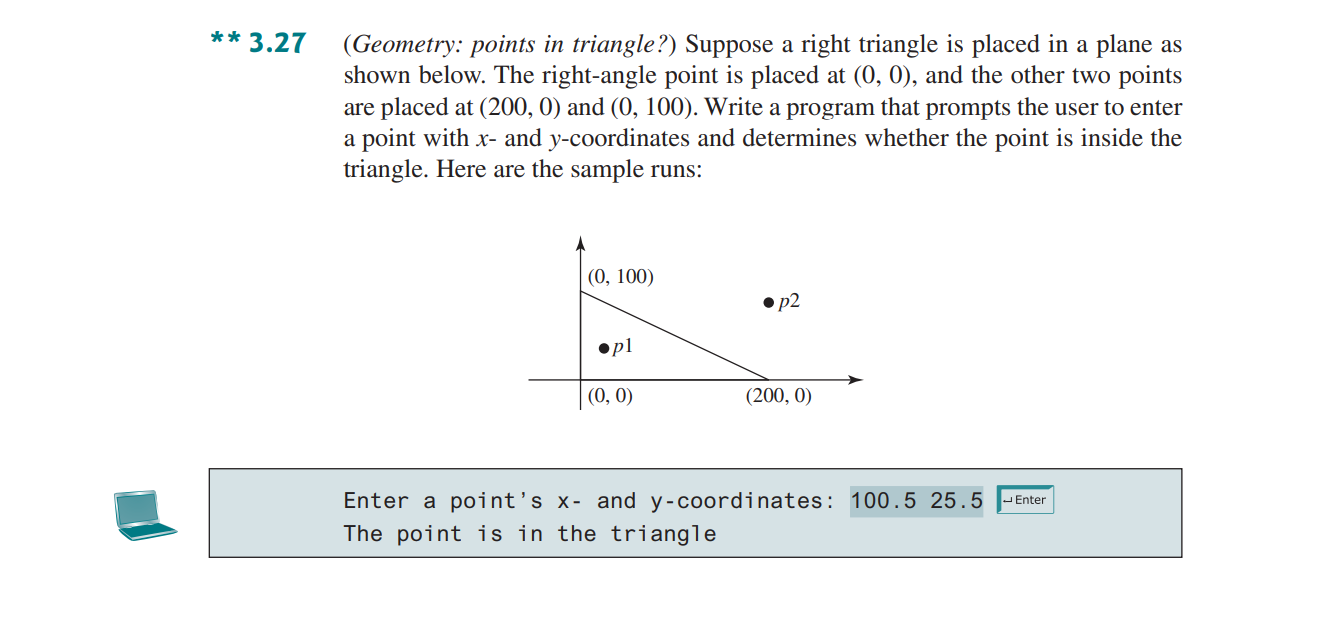 ** 3.27 (Geometry: points in triangle?) Suppose a right triangle is placed in a plane as
shown below. The right-angle point is placed at (0, 0), and the other two points
are placed at (200, 0) and (0, 100). Write a program that prompts the user to enter
a point with x- and y-coordinates and determines whether the point is inside the
triangle. Here are the sample runs:
(0, 100)
p2
p1
(0, 0)
(200, 0)
Enter a point’s x- and y-coordinates: 100.5 25.5 ↵Enter
The point is in the triangle